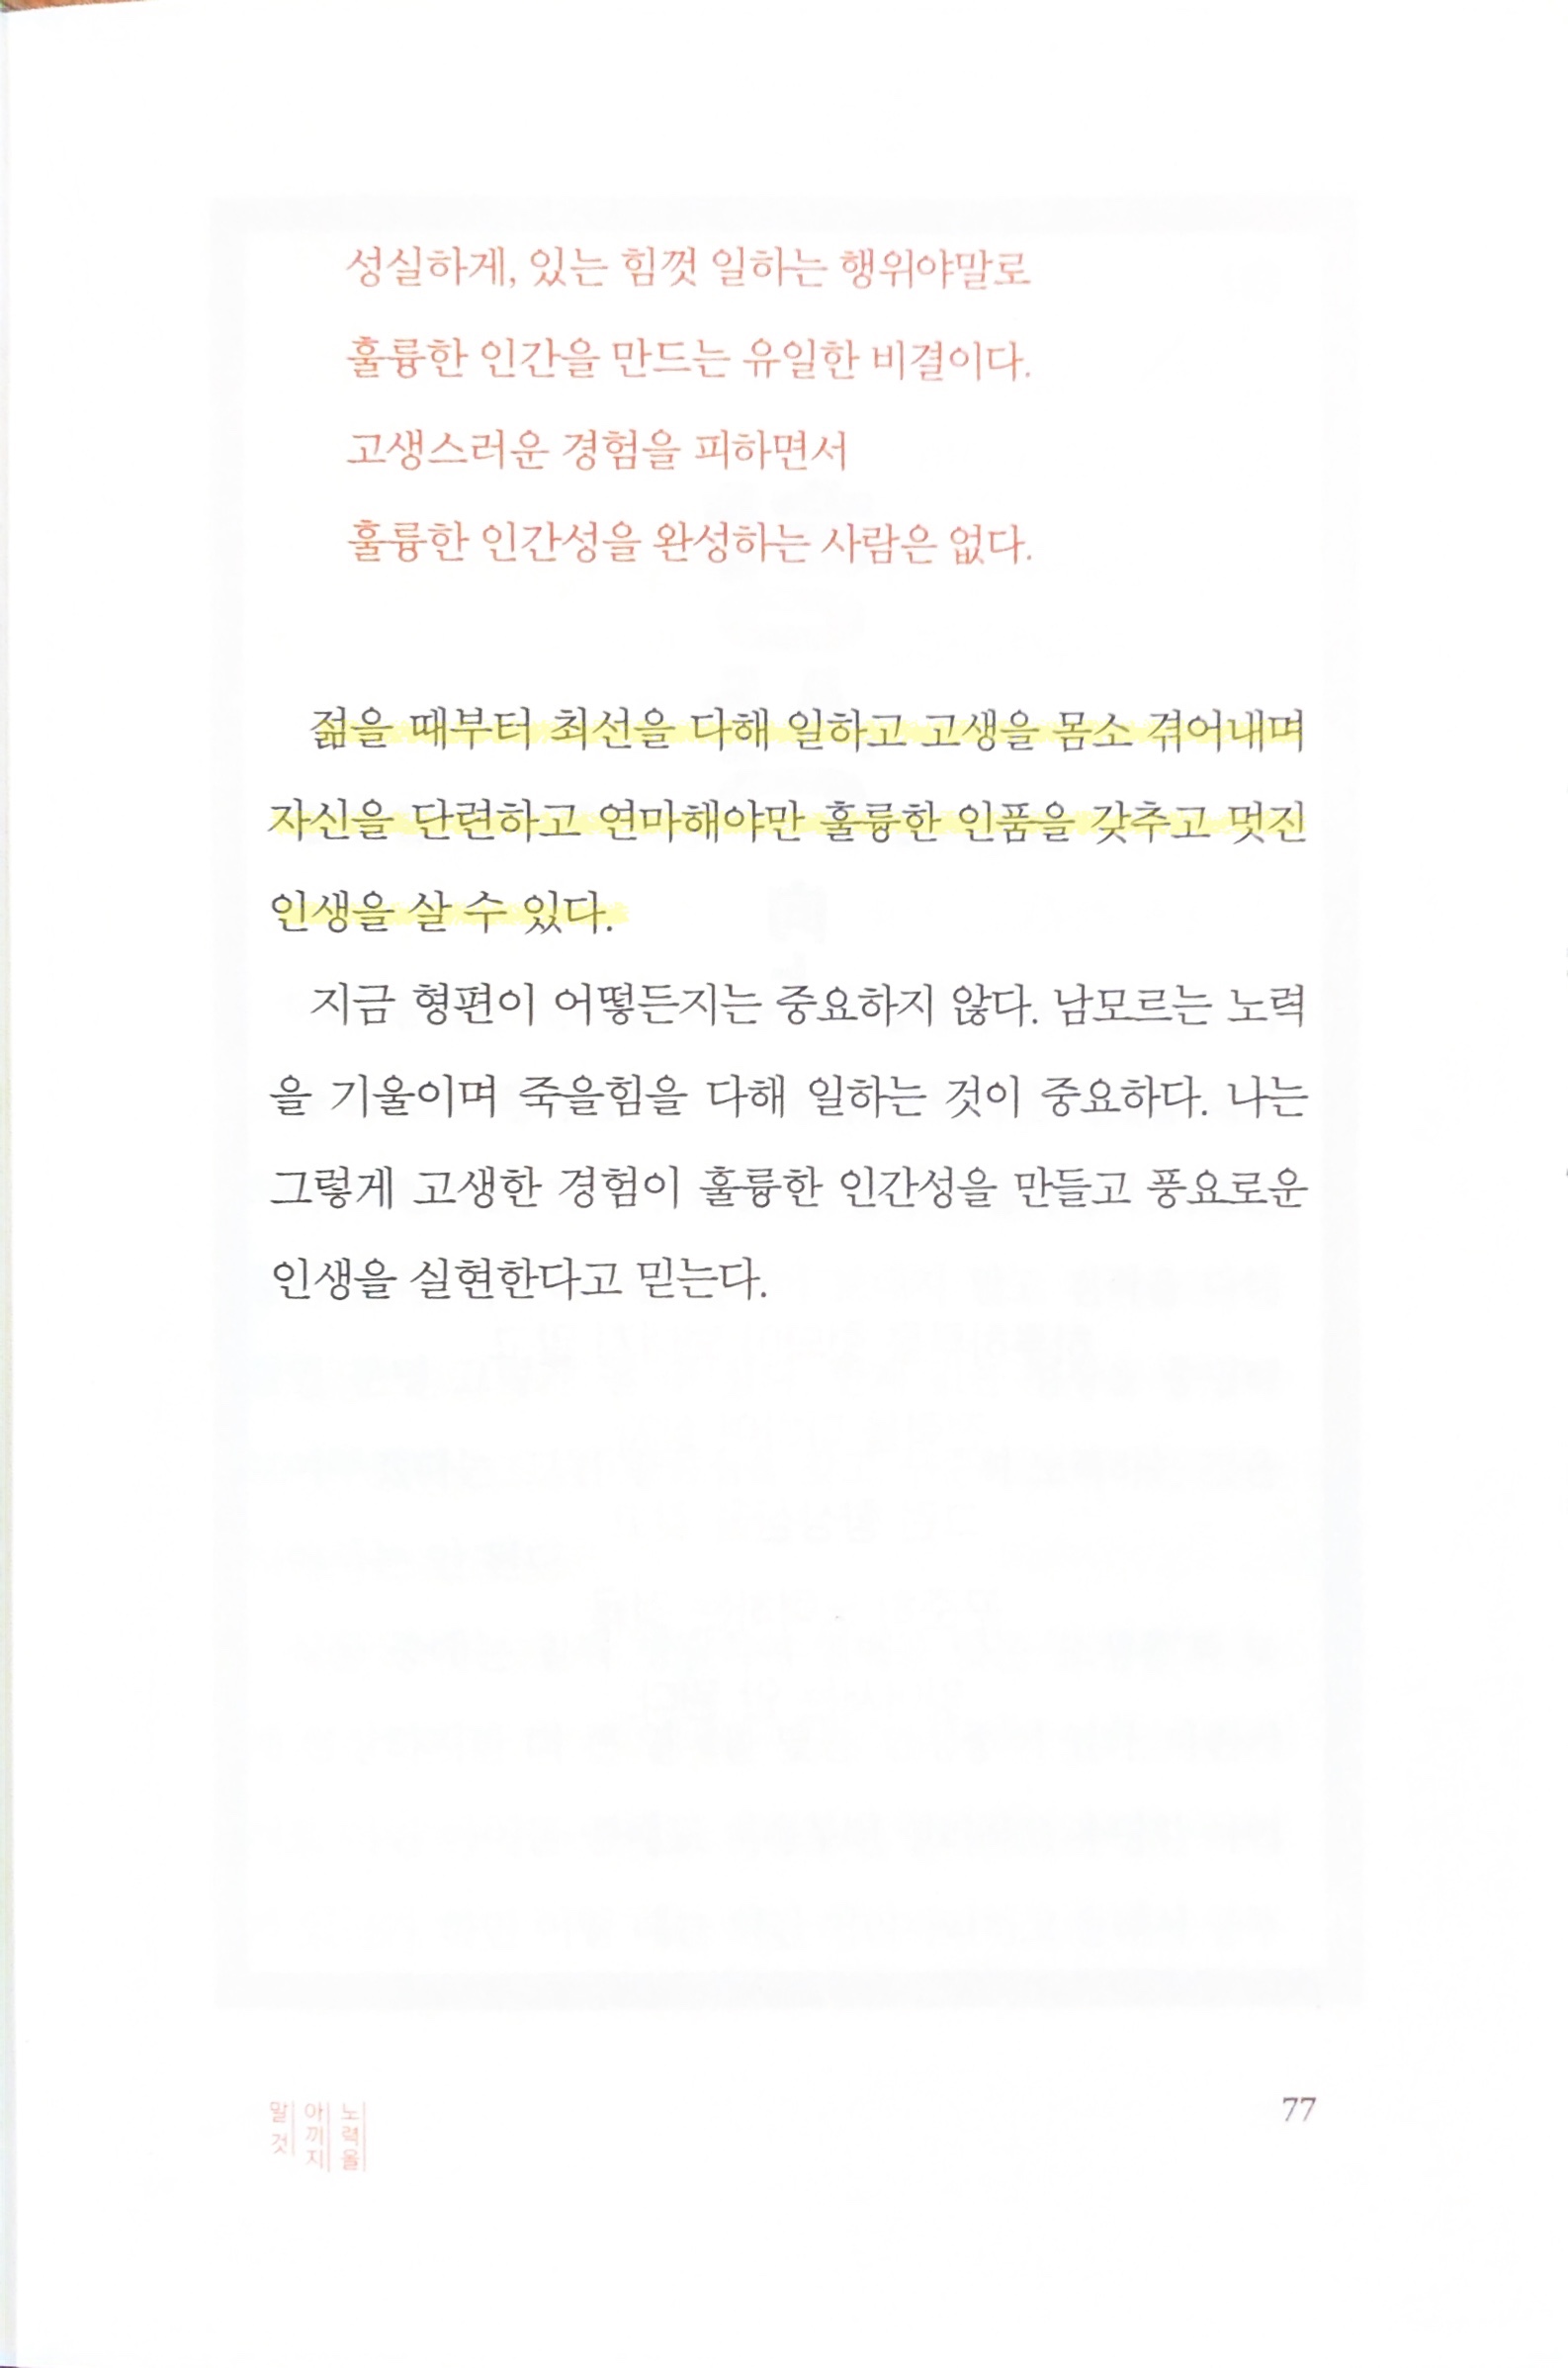 성실하게, 있는 힘껏 일하는 행위야말로
훌륭한 인간을 만드는 유일한 비결이다.
고생스러운 경험을 피하면서
훌륭한 인간성을 완성하는 사람은 없다.
젊을 때부터 최선을 다해 일하고 고생을 몸소 겪어내며
자신을 단련하고 연마해야만 훌륭한 인품을 갖추고 멋진
인생을 살 수 있다.
지금 형편이 어떻든지는 중요하지 않다. 남모르는 노력
을 기울이며 죽을힘을 다해 일하는 것이 중요하다. 나는
그렇게 고생한 경험이 훌륭한 인간성을 만들고 풍요로운
인생을 실현한다고 믿는다.
노력을
아끼지
말 것
77